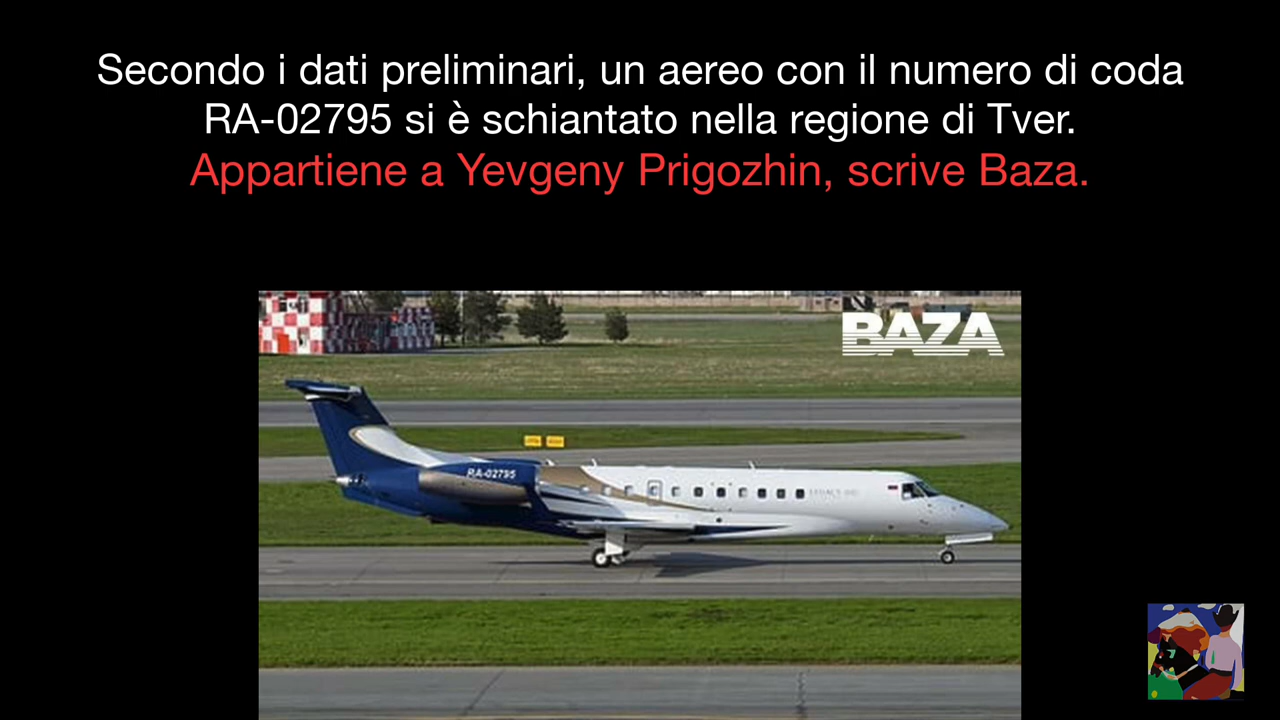 Secondo i dati preliminari, un aereo con il numero di coda
RA-02795 si è schiantato nella regione di Tver.
Appartiene a Yevgeny Prigozhin, scrive Baza.
BAZA
RA-02795